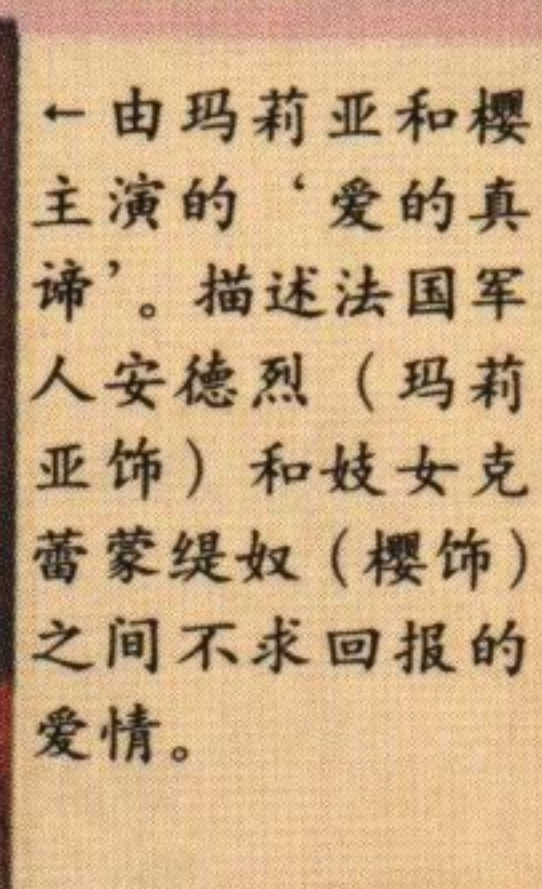 ←由玛莉亚和樱
主演的‘爱的真
谛’。描述法国军
人安德烈（玛莉
亚饰）和妓女克
蕾蒙缇奴（樱饰）
之间不求回报的
爱情。